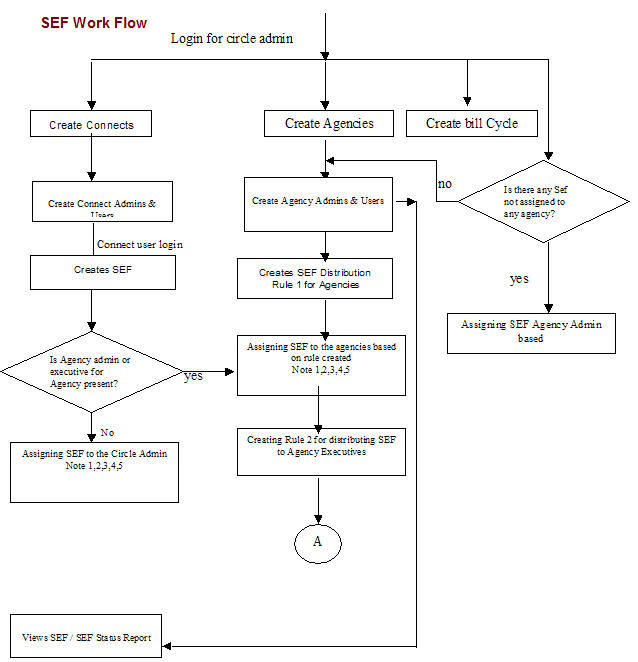 SEF Work Flow
Login for circle admin
Create Connects
Create Agencies
Create bill Cycle
no
Is there any Sef
not assigned to
any agency?
Create Connect Admins &
Users
Create Agency Admins & Users
Connect user login
Creates SEF
Creates SEF Distribution
Rule 1 for Agencies
yes
Assigning SEF Agency Admin
based
Is Agency admin or
executive for
Agency present?
yes
Assigning SEF to the agencies based
on rule created
Note 1,2,3,4,5
No
Assigning SEF to the Circle Admin
Note 1,2,3,4,5
Creating Rule 2 for distributing SEF
to Agency Executives
A
Views SEF / SEF Status Report